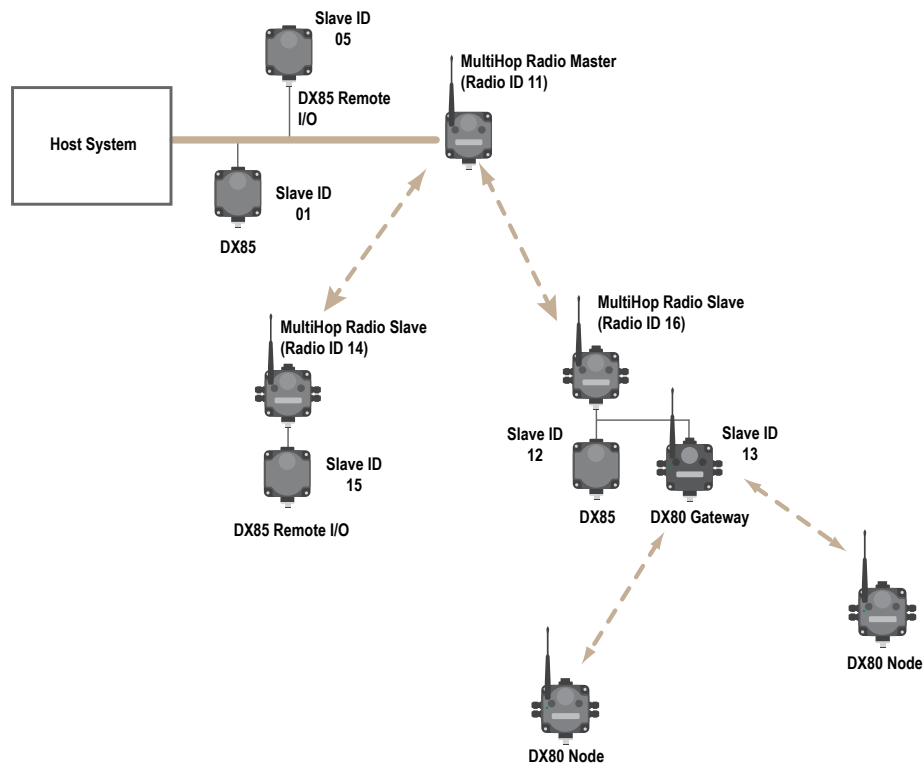 Slave ID
05
MultiHop Radio Master
(Radio ID 11)
DX85 Remote
I/O
Host System
Slave ID
01
DX85
MultiHop Radio Slave
(Radio ID 14)
MultiHop Radio Slave
(Radio ID 16)
Slave ID
15
DX85 Remote I/O
Slave ID
12
Slave ID
13
DX85
DX80 Gateway
DX80 Node
DX80 Node